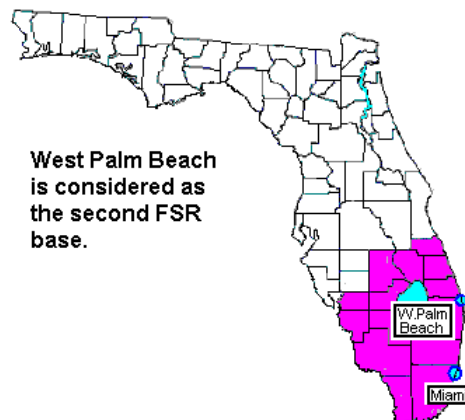 West Palm Beach
is considered as
the second FSR
base.
W.Palm
Beach
Miam